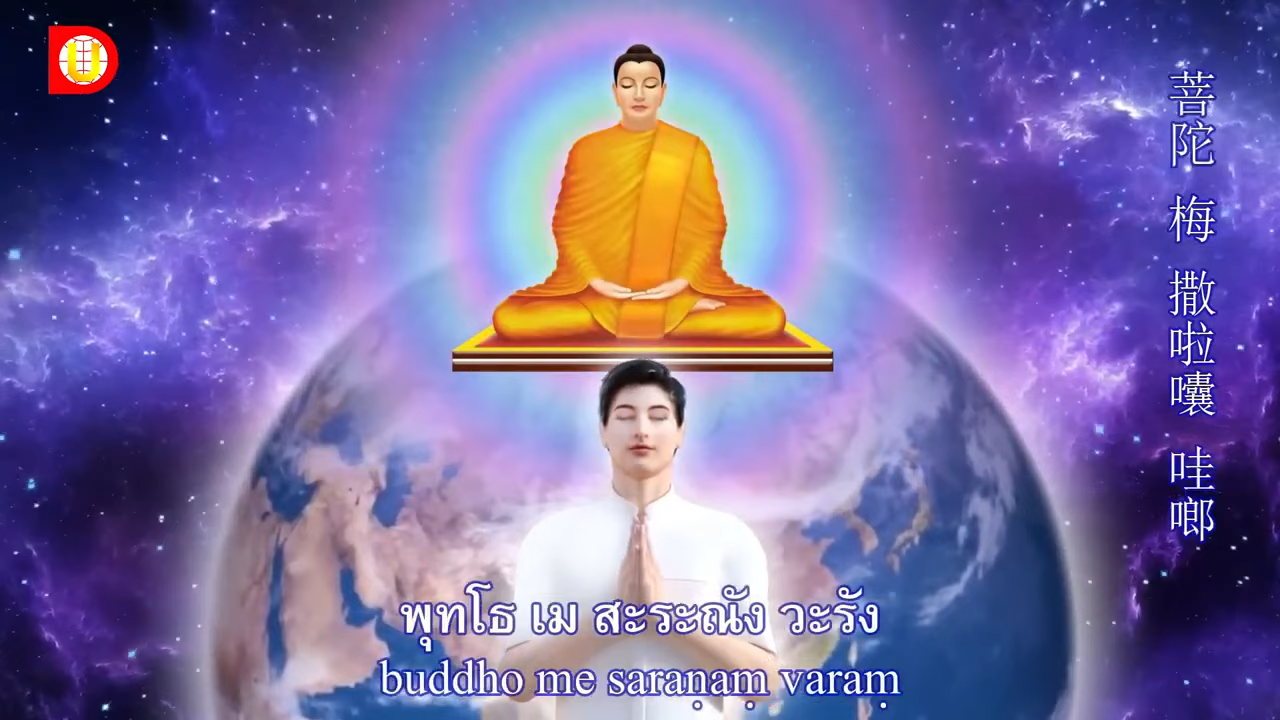 菩陀 梅 撒啦囔 哇啷
พุทโธ เม สะระณัง วะรัง
buddho me saraṇaṃ varaṃ